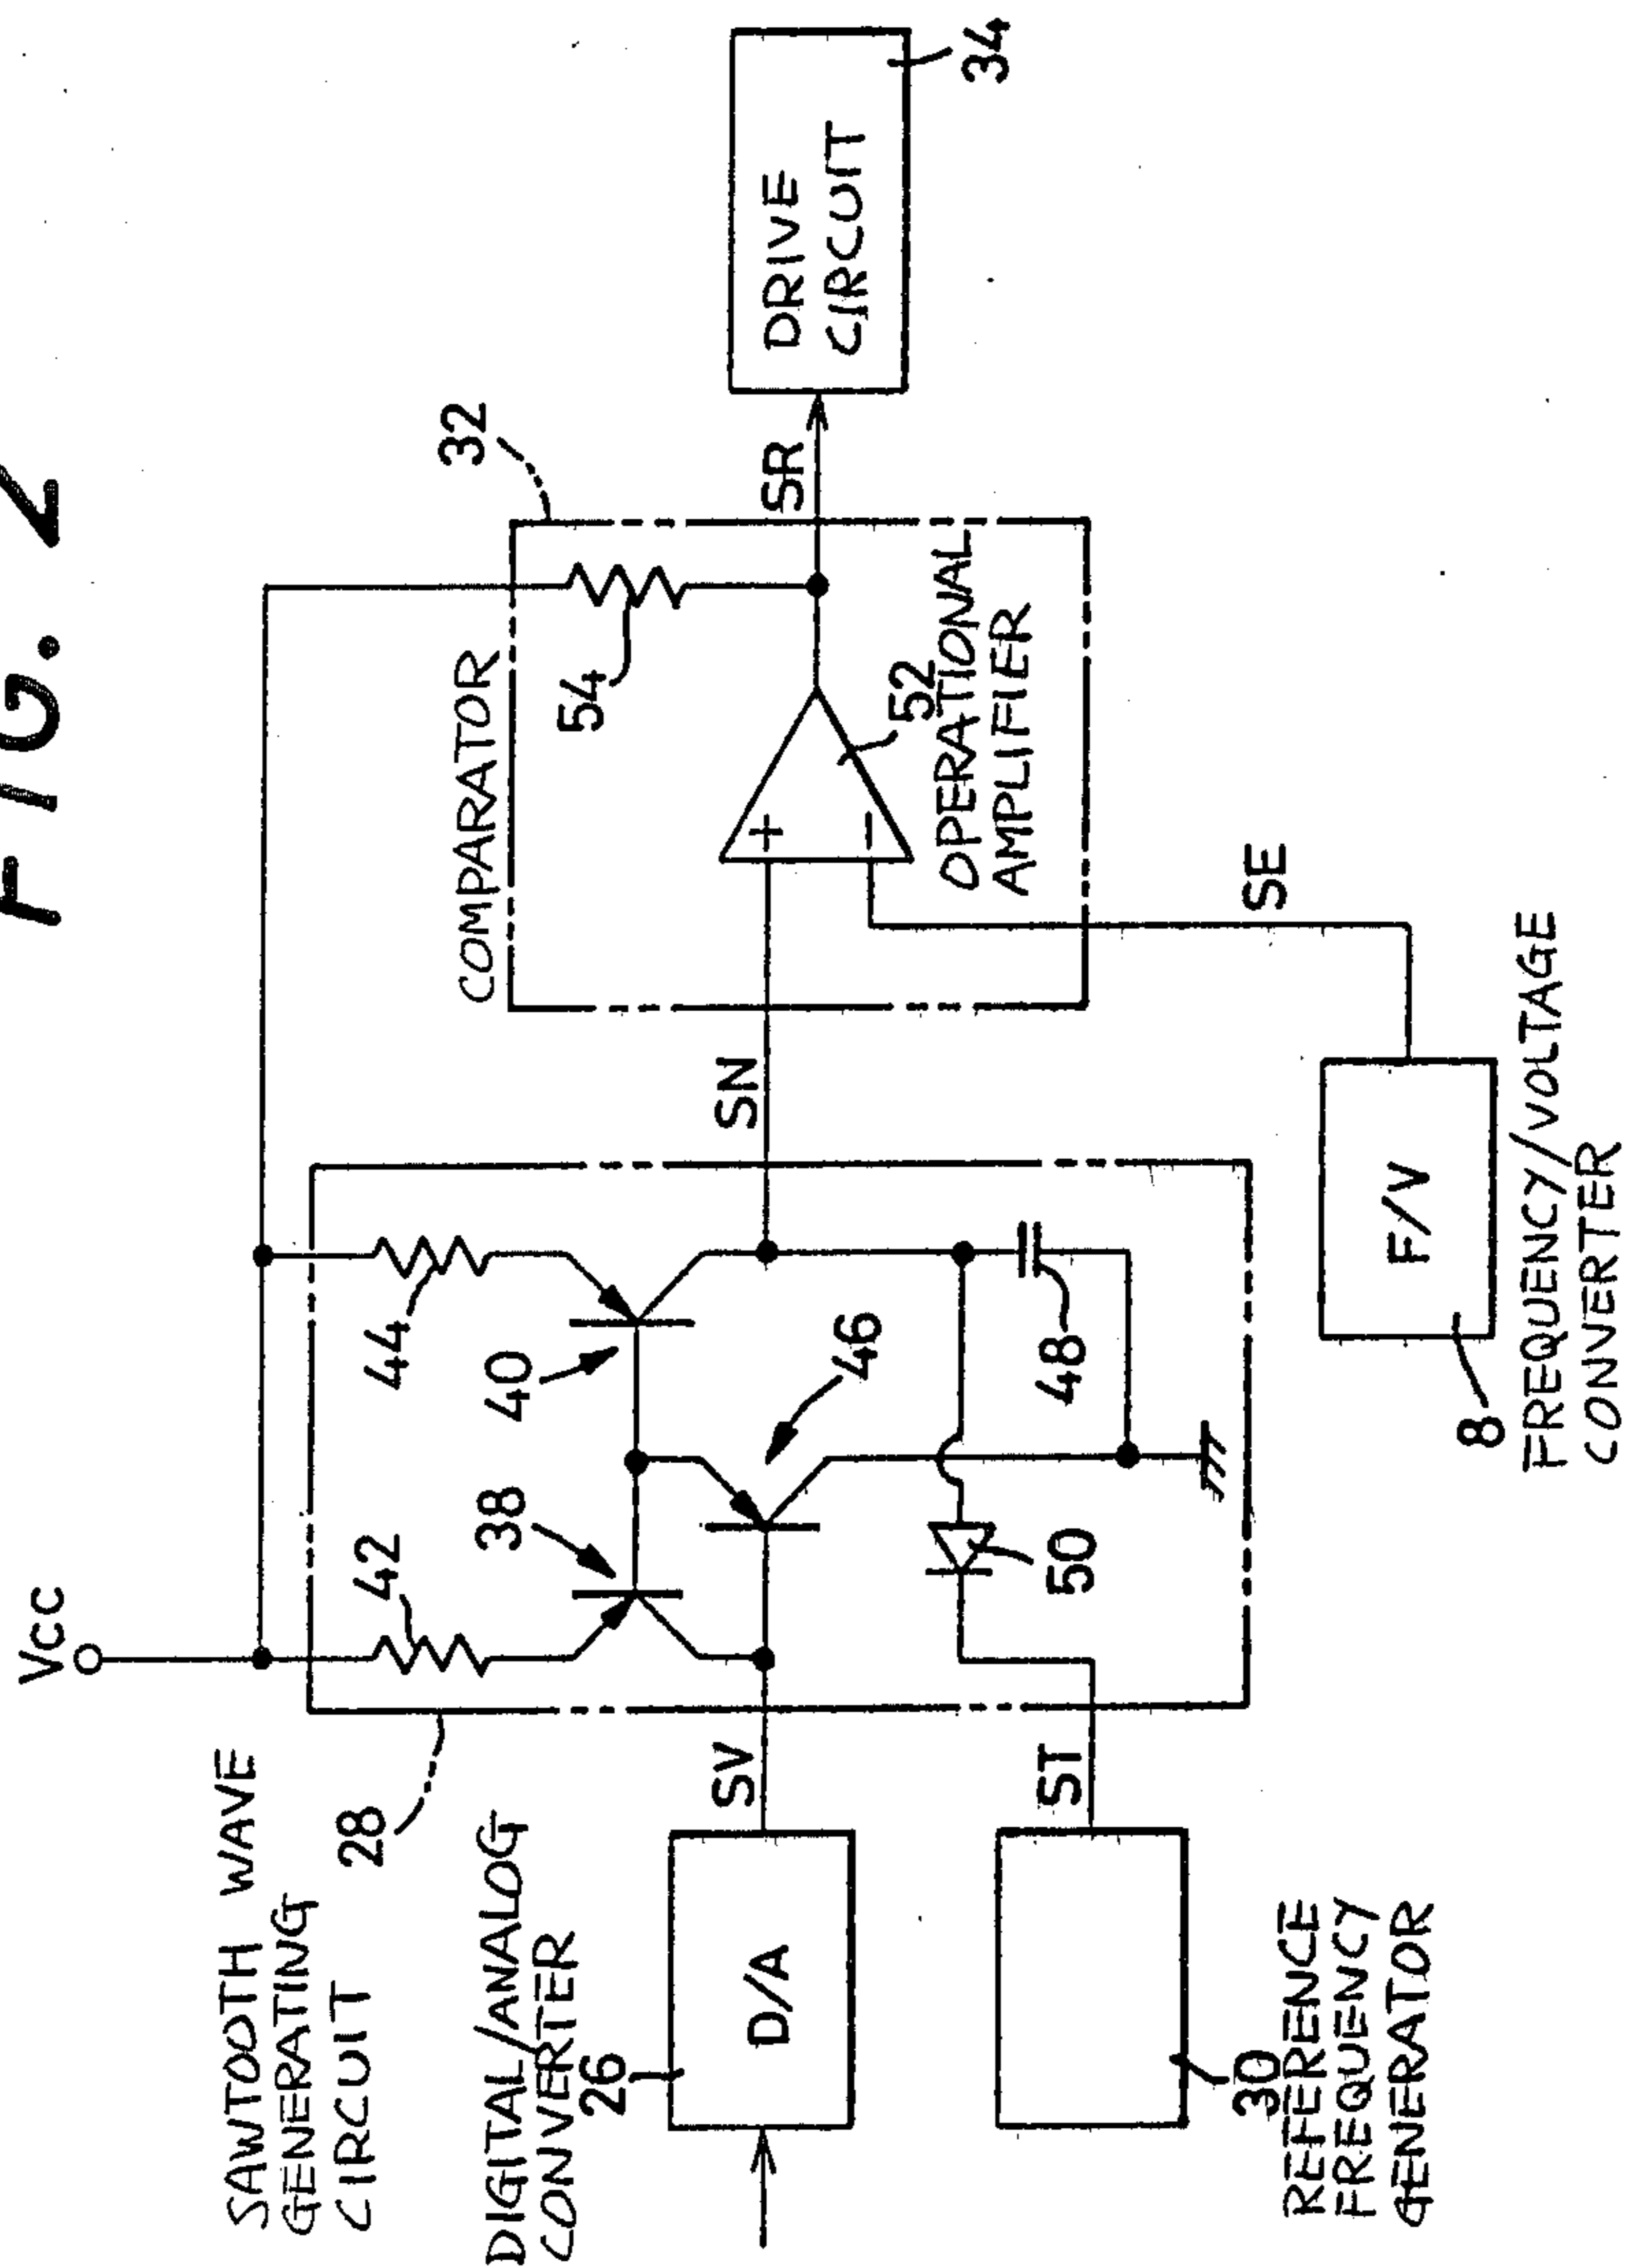 FIG. 2
Vcc
SAWTOOTH WAVE
GENERATING
CIRCUIT
28
42
44
38
40
46
48
50
DIGITAL/ANALOG
CONVERTER
26
D/A
SV
ST
30
REFERENCE
FREQUENCY
GENERATOR
SN
COMPARATOR
32
54
+
−
52
OPERATIONAL
AMPLIFIER
SE
F/V
8
FREQUENCY/VOLTAGE
CONVERTER
SR
DRIVE
CIRCUIT
34